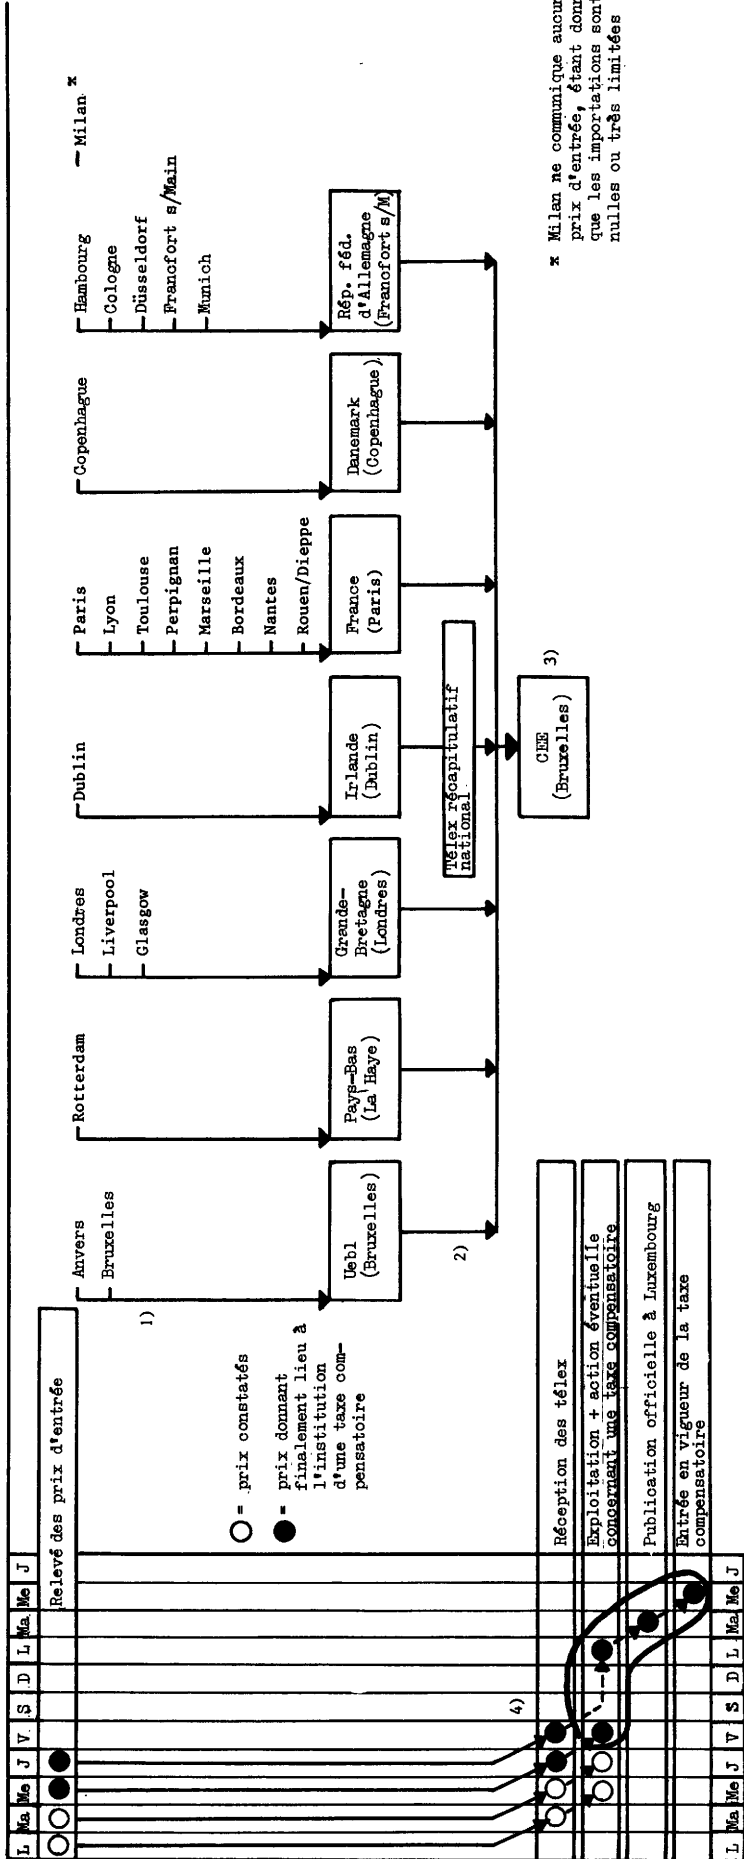 L Ma Me J V S D L Ma Me J
Relevé des prix d'entrée
Anvers
Bruxelles
Rotterdam
Londres
Liverpool
Glasgow
Dublin
Paris
Lyon
Toulouse
Perpignan
Marseille
Bordeaux
Nantes
Rouen/Dieppe
Copenhague
Hambourg
Cologne
Düsseldorf
Francfort s/Main
Munich
Milan *
1)
O = prix constatés
● = prix donnant
finalement lieu à
l'institution
d'une taxe com-
pensatoire
Uebl
(Bruxelles)
Pays-Bas
(La Haye)
Grande-
Bretagne
(Londres)
Irlande
(Dublin)
France
(Paris)
Danemark
(Copenhague)
Rép. féd.
d'Allemagne
(Francfort s/M)
2)
Télex récapitulatif
national
CEE
(Bruxelles)
3)
* Milan ne communique aucun
prix d'entrée, étant donn
que les importations sont
nulles ou très limitées
4)
Réception des télex
Exploitation + action éventuelle
concernant une taxe compensatoire
Publication officielle à Luxembourg
Entrée en vigueur de la taxe
compensatoire
L Ma Me J V S D L Ma Me J